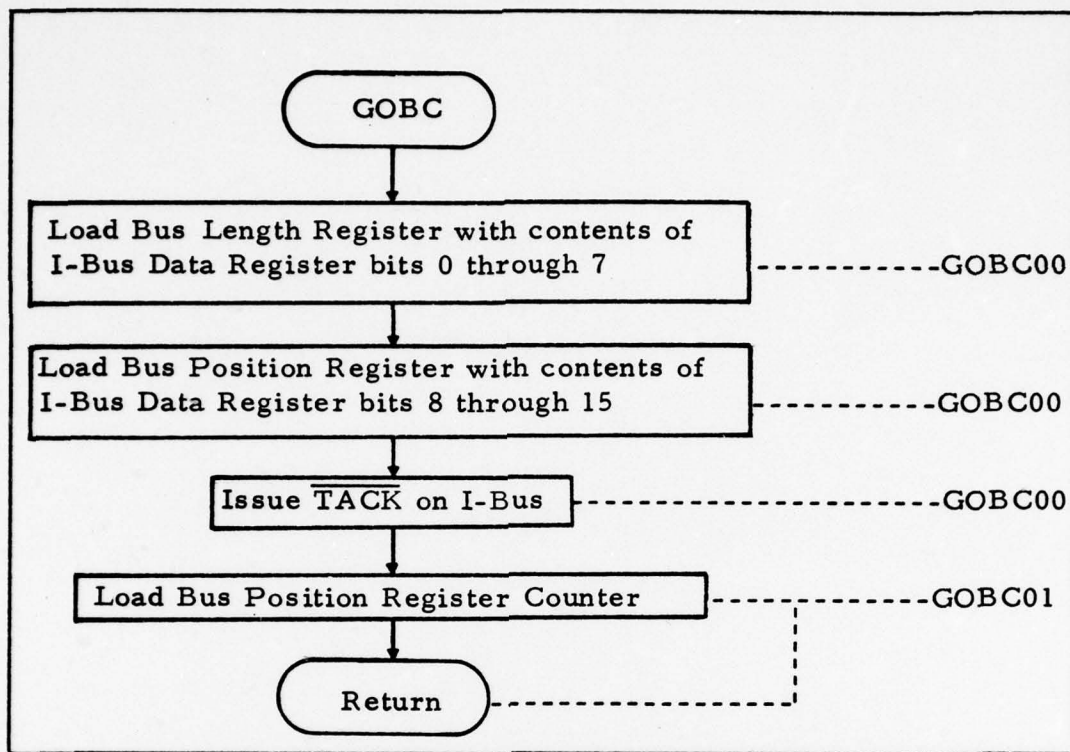 GOBC
Load Bus Length Register with contents of
I-Bus Data Register bits 0 through 7
GOBC00
Load Bus Position Register with contents of
I-Bus Data Register bits 8 through 15
GOBC00
Issue T̅A̅C̅K̅ on I-Bus
GOBC00
Load Bus Position Register Counter
GOBC01
Return